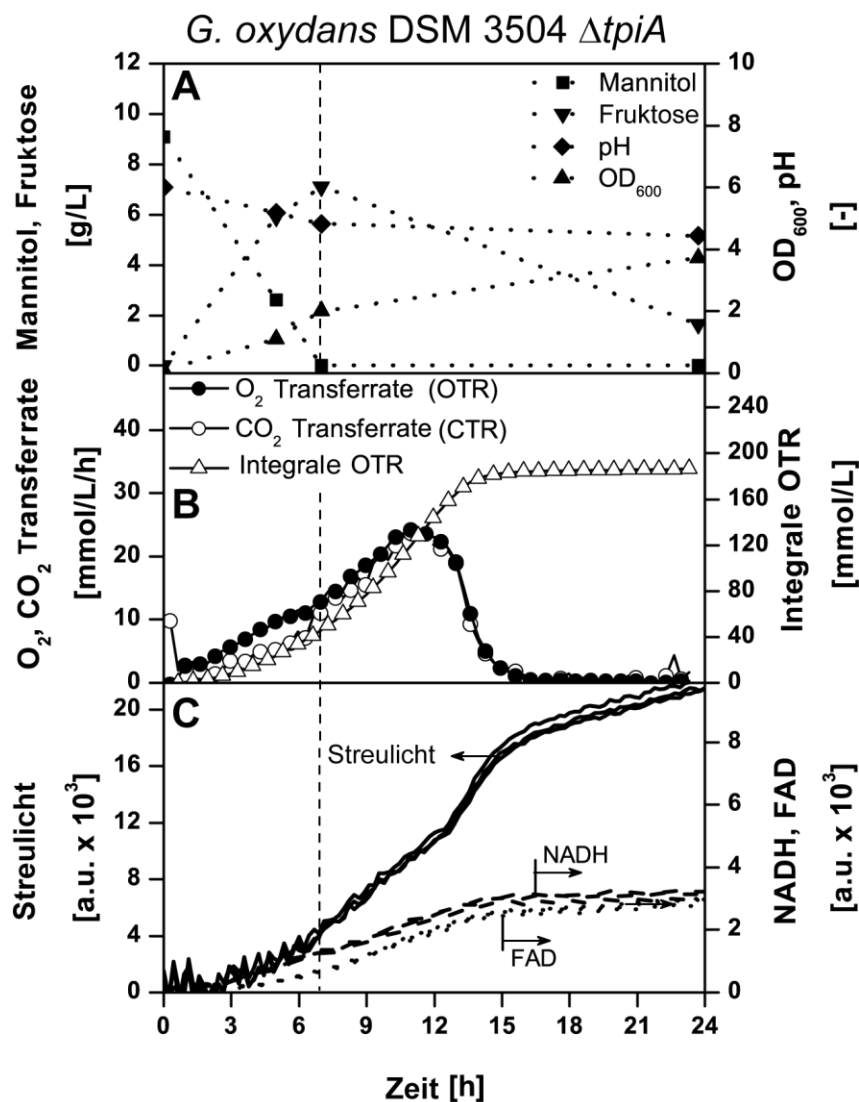 G. oxydans DSM 3504 ΔtpiA
A
Mannitol
Fruktose
pH
OD600
12
10
8
6
4
2
0
10
8
6
4
2
0
Mannitol, Fruktose
[g/L]
OD600, pH
[-]
B
O2 Transferrate (OTR)
CO2 Transferrate (CTR)
Integrale OTR
40
30
20
10
0
240
180
120
60
0
O2, CO2 Transferrate
[mmol/L/h]
Integrale OTR
[mmol/L]
C
Streulicht
NADH
FAD
20
16
12
8
4
0
8
6
4
2
0
Streulicht
[a.u. x 10³]
NADH, FAD
[a.u. x 10³]
0 3 6 9 12 15 18 21 24
Zeit [h]